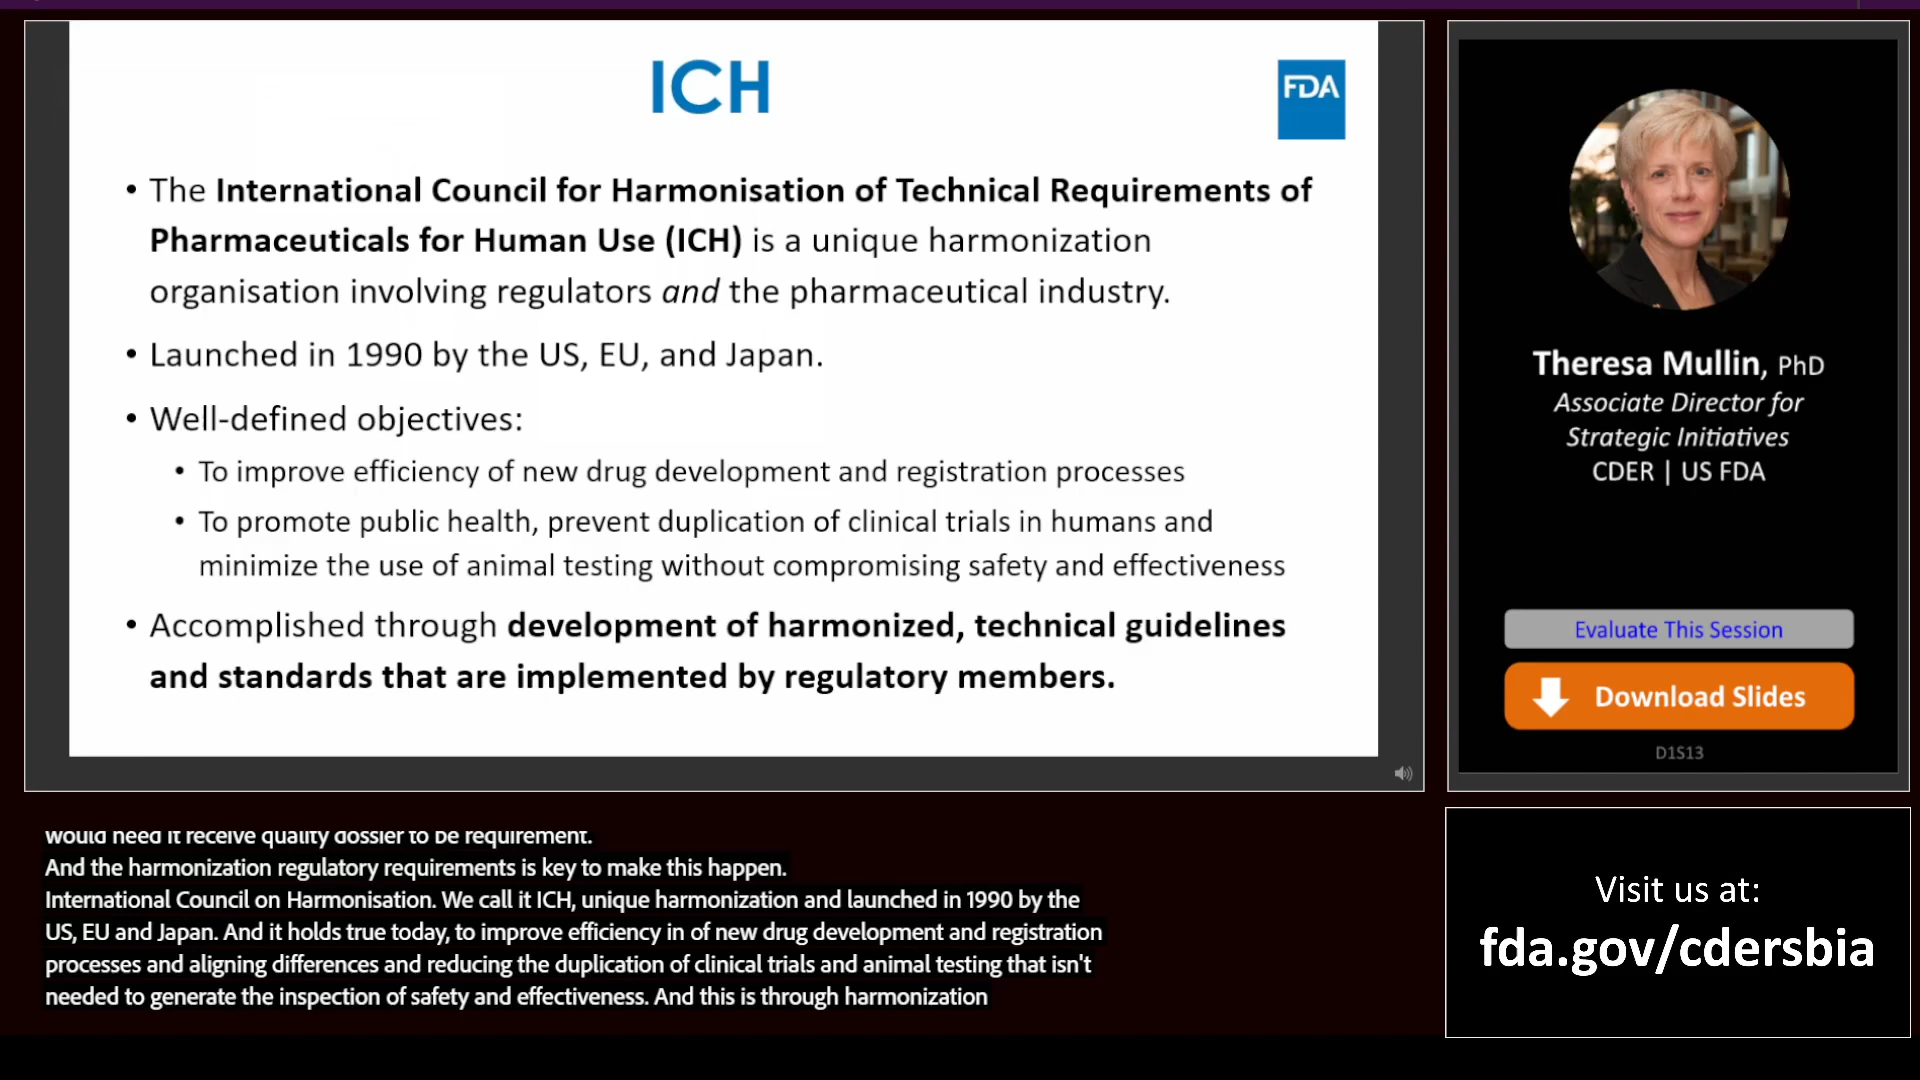 ICH
FDA
• The International Council for Harmonisation of Technical Requirements of
Pharmaceuticals for Human Use (ICH) is a unique harmonization
organisation involving regulators and the pharmaceutical industry.
• Launched in 1990 by the US, EU, and Japan.
• Well-defined objectives:
• To improve efficiency of new drug development and registration processes
• To promote public health, prevent duplication of clinical trials in humans and
minimize the use of animal testing without compromising safety and effectiveness
• Accomplished through development of harmonized, technical guidelines
and standards that are implemented by regulatory members.
Theresa Mullin, PhD
Associate Director for
Strategic Initiatives
CDER | US FDA
Evaluate This Session
Download Slides
D1S13
would need it receive quality dossier to be requirement.
And the harmonization regulatory requirements is key to make this happen.
International Council on Harmonisation. We call it ICH, unique harmonization and launched in 1990 by the
US, EU and Japan. And it holds true today, to improve efficiency in of new drug development and registration
processes and aligning differences and reducing the duplication of clinical trials and animal testing that isn't
needed to generate the inspection of safety and effectiveness. And this is through harmonization
Visit us at:
fda.gov/cdersbia